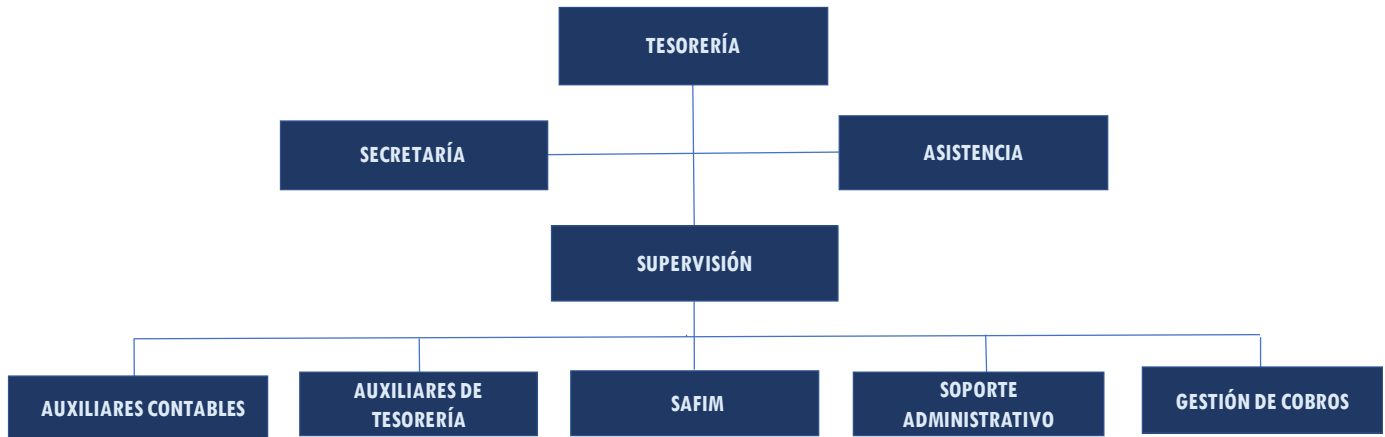 TESORERÍA
SECRETARÍA
ASISTENCIA
SUPERVISIÓN
AUXILIARES CONTABLES
AUXILIARES DE
TESORERÍA
SAFIM
SOPORTE
ADMINISTRATIVO
GESTIÓN DE COBROS